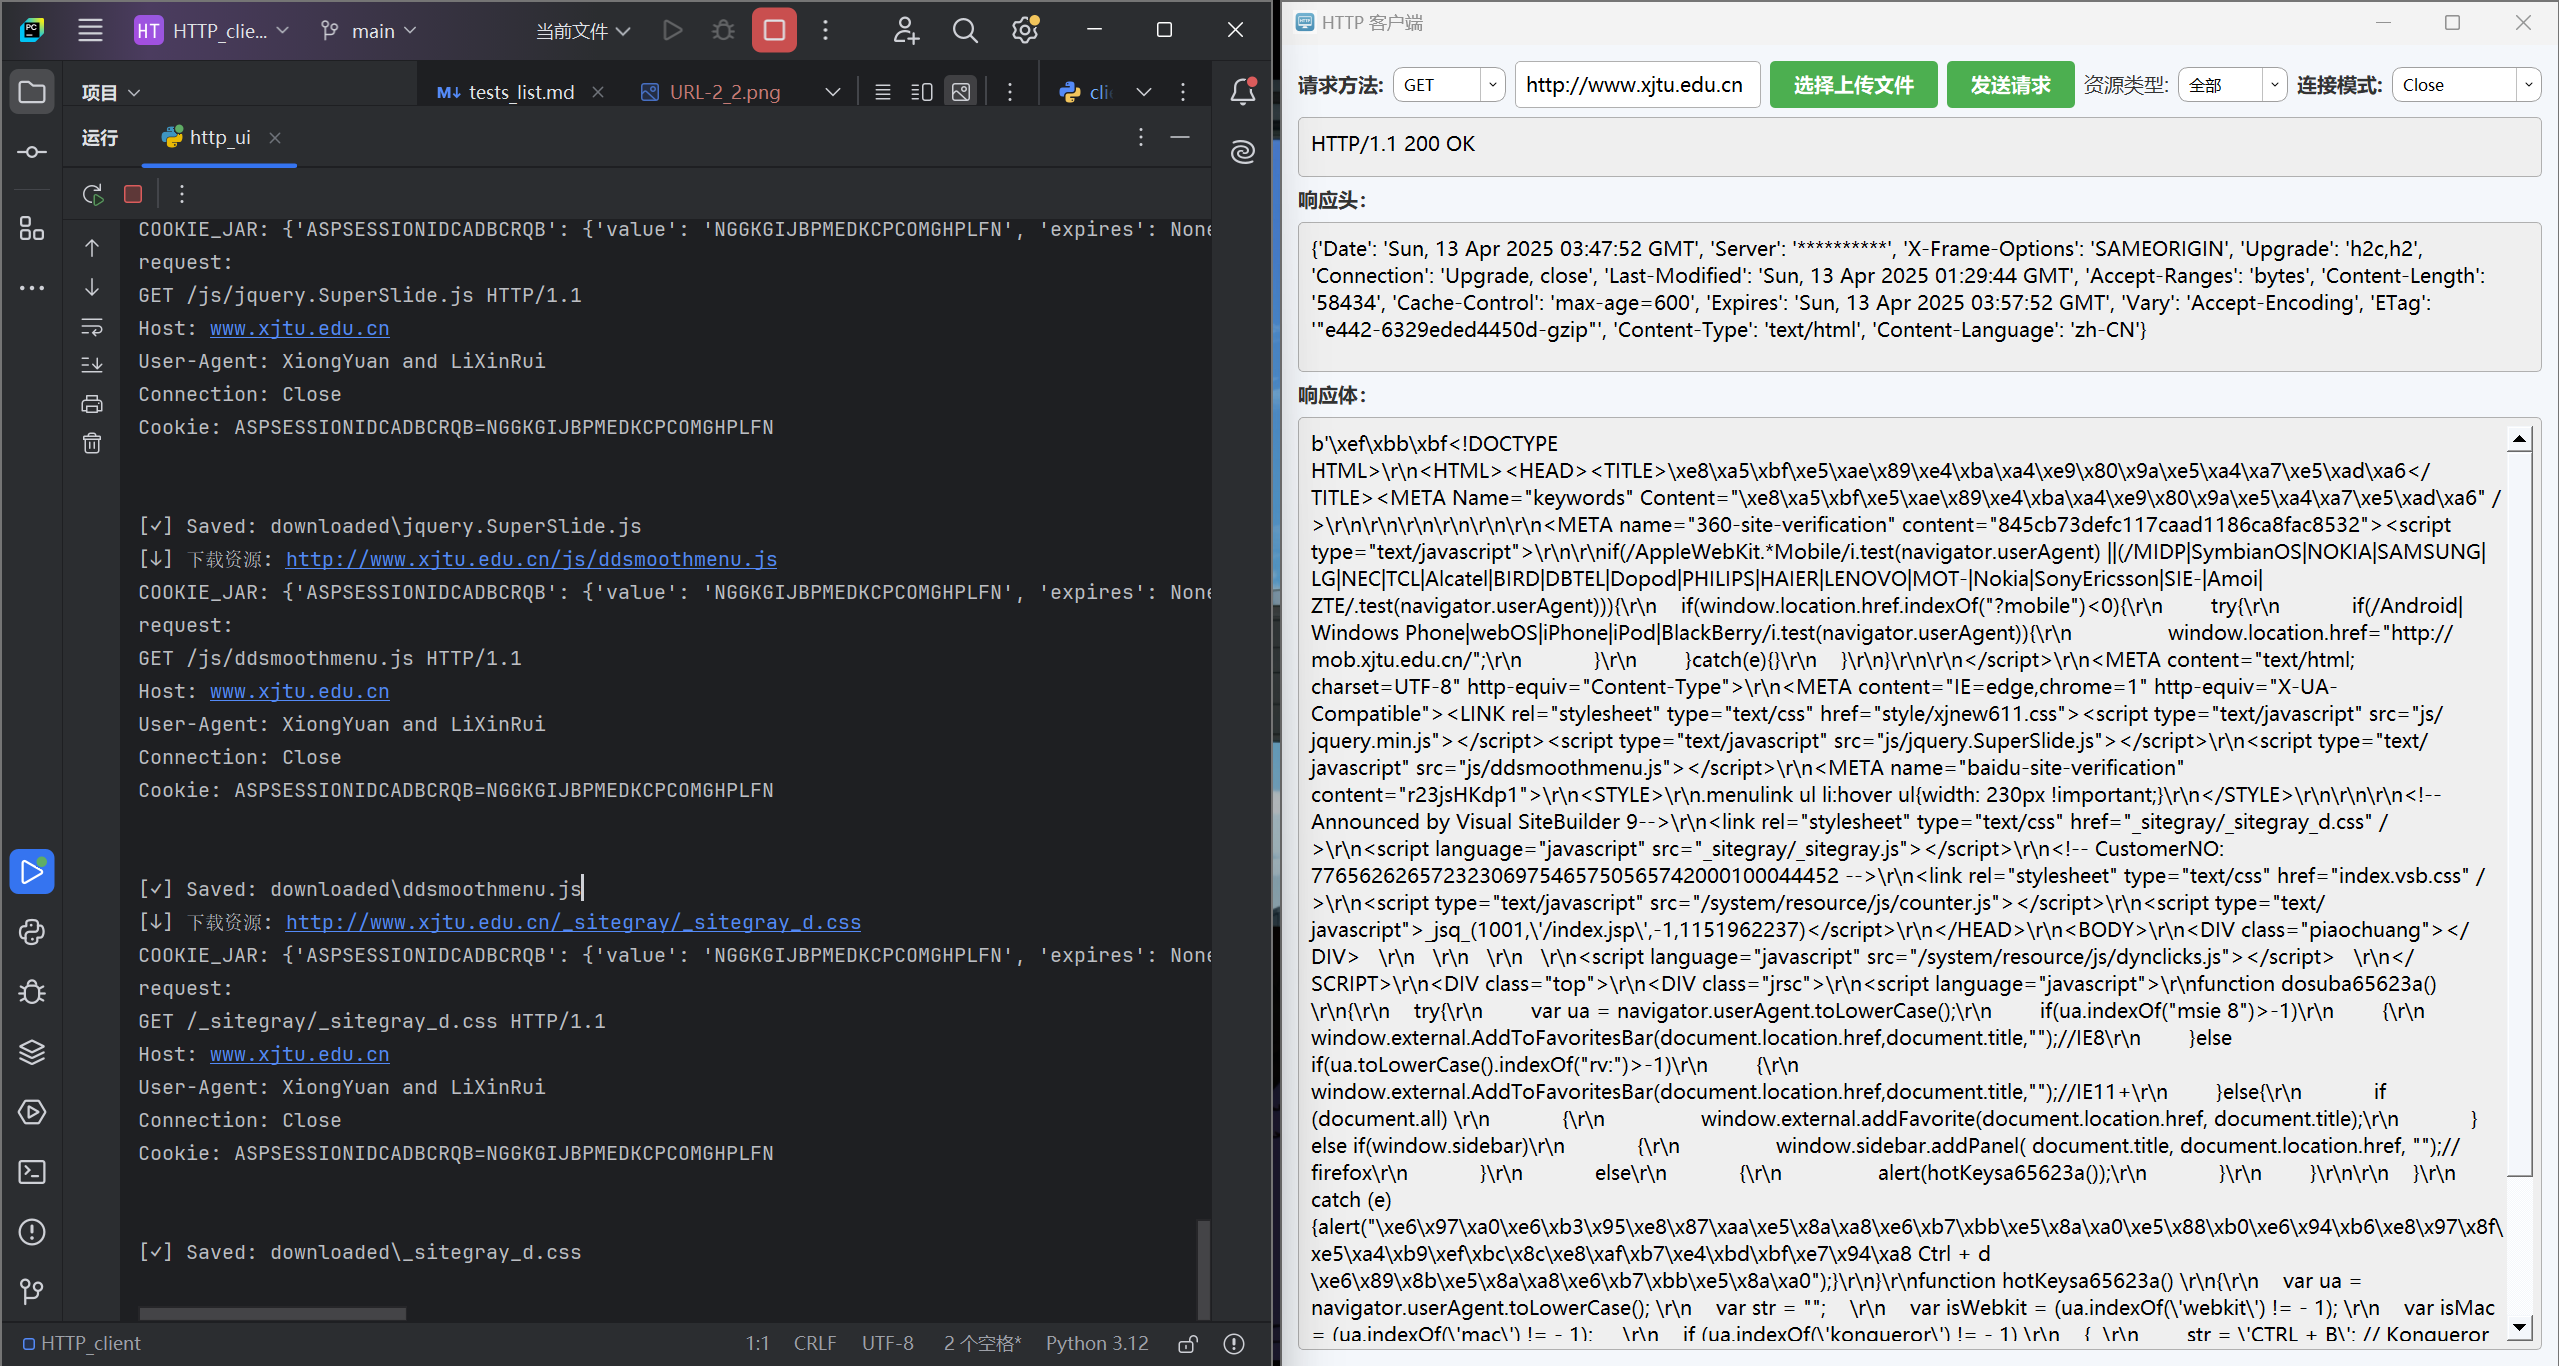 HT HTTP_clie... main 当前文件
项目 M↓ tests_list.md URL-2_2.png
运行 http_ui
COOKIE_JAR: {'ASPSESSIONIDCADBCRQB': {'value': 'NGGKGIJBPMEDKCPCOMGHPLFN', 'expires': None
request:
GET /js/jquery.SuperSlide.js HTTP/1.1
Host: www.xjtu.edu.cn
User-Agent: XiongYuan and LiXinRui
Connection: Close
Cookie: ASPSESSIONIDCADBCRQB=NGGKGIJBPMEDKCPCOMGHPLFN
[✓] Saved: downloaded\jquery.SuperSlide.js
[↓] 下载资源: http://www.xjtu.edu.cn/js/ddsmoothmenu.js
COOKIE_JAR: {'ASPSESSIONIDCADBCRQB': {'value': 'NGGKGIJBPMEDKCPCOMGHPLFN', 'expires': None
request:
GET /js/ddsmoothmenu.js HTTP/1.1
Host: www.xjtu.edu.cn
User-Agent: XiongYuan and LiXinRui
Connection: Close
Cookie: ASPSESSIONIDCADBCRQB=NGGKGIJBPMEDKCPCOMGHPLFN
[✓] Saved: downloaded\ddsmoothmenu.js
[↓] 下载资源: http://www.xjtu.edu.cn/_sitegray/_sitegray_d.css
COOKIE_JAR: {'ASPSESSIONIDCADBCRQB': {'value': 'NGGKGIJBPMEDKCPCOMGHPLFN', 'expires': None
request:
GET /_sitegray/_sitegray_d.css HTTP/1.1
Host: www.xjtu.edu.cn
User-Agent: XiongYuan and LiXinRui
Connection: Close
Cookie: ASPSESSIONIDCADBCRQB=NGGKGIJBPMEDKCPCOMGHPLFN
[✓] Saved: downloaded\_sitegray_d.css
HTTP_client 1:1 CRLF UTF-8 2 个空格* Python 3.12
HTTP 客户端
请求方法: GET http://www.xjtu.edu.cn 选择上传文件 发送请求 资源类型: 全部 连接模式: Close
HTTP/1.1 200 OK
响应头:
{'Date': 'Sun, 13 Apr 2025 03:47:52 GMT', 'Server': '**********', 'X-Frame-Options': 'SAMEORIGIN', 'Upgrade': 'h2c,h2',
'Connection': 'Upgrade, close', 'Last-Modified': 'Sun, 13 Apr 2025 01:29:44 GMT', 'Accept-Ranges': 'bytes', 'Content-Length':
'58434', 'Cache-Control': 'max-age=600', 'Expires': 'Sun, 13 Apr 2025 03:57:52 GMT', 'Vary': 'Accept-Encoding', 'ETag':
'"e442-6329eded4450d-gzip"', 'Content-Type': 'text/html', 'Content-Language': 'zh-CN'}
响应体:
b'\xef\xbb\xbf<!DOCTYPE
HTML>\r\n<HTML><HEAD><TITLE>\xe8\xa5\xbf\xe5\xae\x89\xe4\xba\xa4\xe9\x80\x9a\xe5\xa4\xa7\xe5\xad\xa6</
TITLE><META Name="keywords" Content="\xe8\xa5\xbf\xe5\xae\x89\xe4\xba\xa4\xe9\x80\x9a\xe5\xa4\xa7\xe5\xad\xa6" /
>\r\n\r\n\r\n\r\n\r\n\r\n<META name="360-site-verification" content="845cb73defc117caad1186ca8fac8532"><script
type="text/javascript">\r\n\r\nif(/AppleWebKit.*Mobile/i.test(navigator.userAgent) ||(/MIDP|SymbianOS|NOKIA|SAMSUNG|
LG|NEC|TCL|Alcatel|BIRD|DBTEL|Dopod|PHILIPS|HAIER|LENOVO|MOT-|Nokia|SonyEricsson|SIE-|Amoi|
ZTE/.test(navigator.userAgent))){\r\n if(window.location.href.indexOf("?mobile")<0){\r\n try{\r\n if(/Android|
Windows Phone|webOS|iPhone|iPod|BlackBerry/i.test(navigator.userAgent)){\r\n window.location.href="http://
mob.xjtu.edu.cn/";\r\n }\r\n }catch(e){}\r\n }\r\n}\r\n\r\n</script>\r\n<META content="text/html;
charset=UTF-8" http-equiv="Content-Type">\r\n<META content="IE=edge,chrome=1" http-equiv="X-UA-
Compatible"><LINK rel="stylesheet" type="text/css" href="style/xjnew611.css"><script type="text/javascript" src="js/
jquery.min.js"></script><script type="text/javascript" src="js/jquery.SuperSlide.js"></script>\r\n<script type="text/
javascript" src="js/ddsmoothmenu.js"></script>\r\n<META name="baidu-site-verification"
content="r23jsHKdp1">\r\n<STYLE>\r\n.menulink ul li:hover ul{width: 230px !important;}\r\n</STYLE>\r\n\r\n\r\n<!--
Announced by Visual SiteBuilder 9-->\r\n<link rel="stylesheet" type="text/css" href="_sitegray/_sitegray_d.css" /
>\r\n<script language="javascript" src="_sitegray/_sitegray.js"></script>\r\n<!-- CustomerNO:
77656262657232306975465750565742000100044452 -->\r\n<link rel="stylesheet" type="text/css" href="index.vsb.css" /
>\r\n<script type="text/javascript" src="/system/resource/js/counter.js"></script>\r\n<script type="text/
javascript">_jsq_(1001,\'/index.jsp\',-1,1151962237)</script>\r\n</HEAD>\r\n<BODY>\r\n<DIV class="piaochuang"></
DIV> \r\n \r\n \r\n \r\n<script language="javascript" src="/system/resource/js/dynclicks.js"></script> \r\n</
SCRIPT>\r\n<DIV class="top">\r\n<DIV class="jrsc">\r\n<script language="javascript">\r\nfunction dosuba65623a()
\r\n{\r\n try{\r\n var ua = navigator.userAgent.toLowerCase();\r\n if(ua.indexOf("msie 8")>-1)\r\n {\r\n
window.external.AddToFavoritesBar(document.location.href,document.title,"");//IE8\r\n }else
if(ua.toLowerCase().indexOf("rv:")>-1)\r\n {\r\n
window.external.AddToFavoritesBar(document.location.href,document.title,"");//IE11+\r\n }else{\r\n if
(document.all) \r\n {\r\n window.external.addFavorite(document.location.href, document.title);\r\n }
else if(window.sidebar)\r\n {\r\n window.sidebar.addPanel( document.title, document.location.href, "");//
firefox\r\n }\r\n else\r\n {\r\n alert(hotKeysa65623a());\r\n }\r\n }\r\n\r\n }\r\n
catch (e)
{alert("\xe6\x97\xa0\xe6\xb3\x95\xe8\x87\xaa\xe5\x8a\xa8\xe6\xb7\xbb\xe5\x8a\xa0\xe5\x88\xb0\xe6\x94\xb6\xe8\x97\x8f\
xe5\xa4\xb9\xef\xbc\x8c\xe8\xaf\xb7\xe4\xbd\xbf\xe7\x94\xa8 Ctrl + d
\xe6\x89\x8b\xe5\x8a\xa8\xe6\xb7\xbb\xe5\x8a\xa0");}\r\n}\r\nfunction hotKeysa65623a() \r\n{\r\n var ua =
navigator.userAgent.toLowerCase(); \r\n var str = ""; \r\n var isWebkit = (ua.indexOf(\'webkit\') != - 1); \r\n var isMac
= (ua.indexOf(\'mac\') != - 1); \r\n if (ua.indexOf(\'konqueror\') != - 1) \r\n { \r\n str = \'CTRL + B\'; // Konqueror